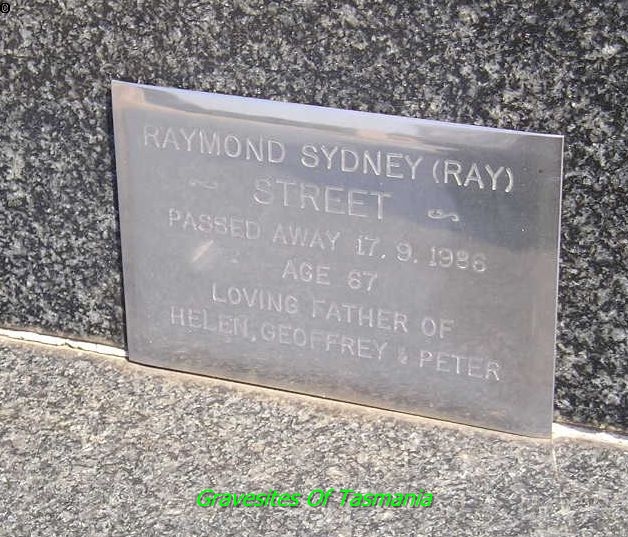 RAYMOND SYDNEY (RAY)
STREET
PASSED AWAY 17. 9. 1986
AGE 67
LOVING FATHER OF
HELEN, GEOFFREY & PETER
Gravesites Of Tasmania
©